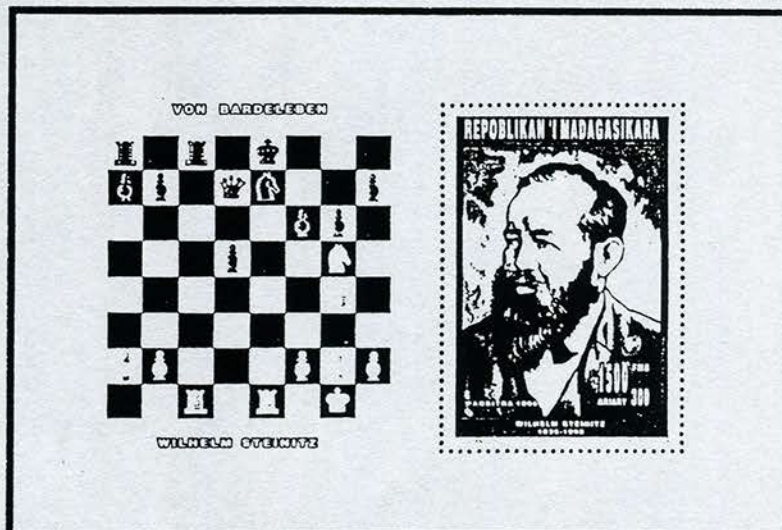 VON BARDELEBEN
REPOBLIKAN'I MADAGASIKARA
1500 FMG
ARIARY 300
WILHELM STEINITZ
WILHELM STEINITZ